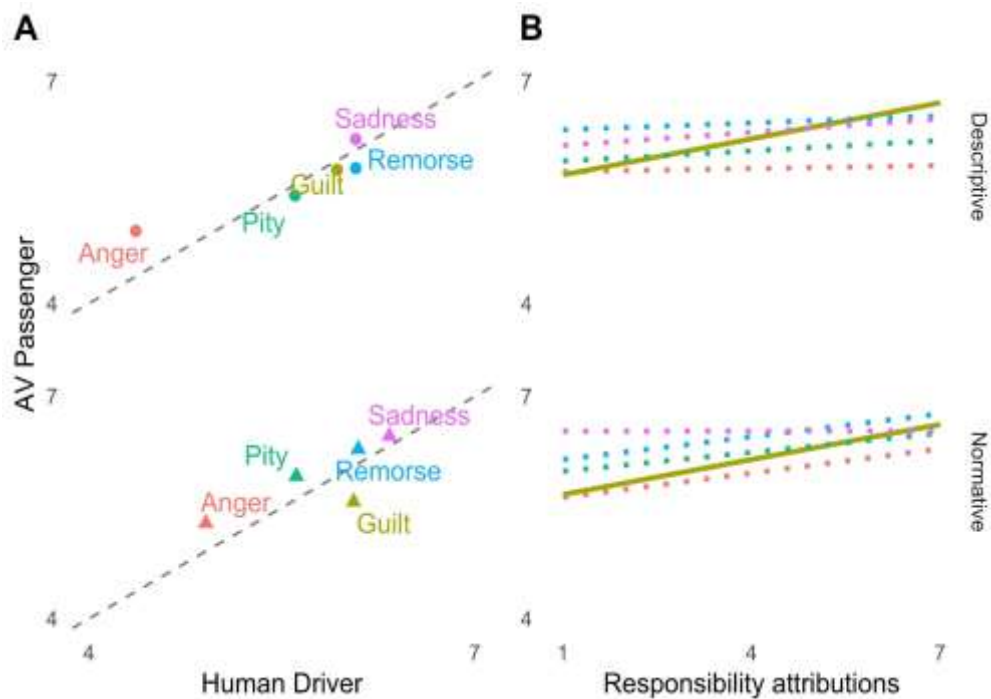 A
B
7
Sadness
Remorse
Guilt
Pity
Anger
4
7
Descriptive
4
AV Passenger
7
Sadness
Pity
Remorse
Anger
Guilt
4
4
7
Human Driver
7
Normative
4
1
4
7
Responsibility attributions